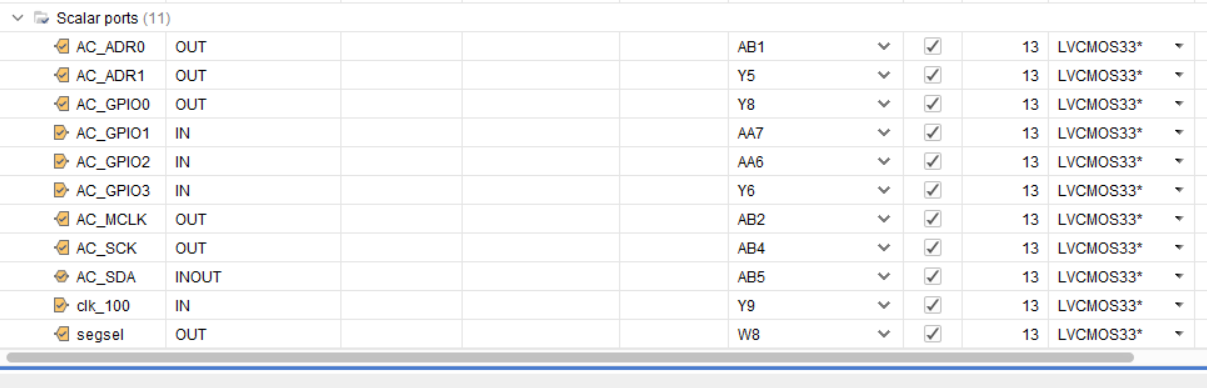 Scalar ports (11)
AC_ADR0 OUT AB1 13 LVCMOS33*
AC_ADR1 OUT Y5 13 LVCMOS33*
AC_GPIO0 OUT Y8 13 LVCMOS33*
AC_GPIO1 IN AA7 13 LVCMOS33*
AC_GPIO2 IN AA6 13 LVCMOS33*
AC_GPIO3 IN Y6 13 LVCMOS33*
AC_MCLK OUT AB2 13 LVCMOS33*
AC_SCK OUT AB4 13 LVCMOS33*
AC_SDA INOUT AB5 13 LVCMOS33*
clk_100 IN Y9 13 LVCMOS33*
segsel OUT W8 13 LVCMOS33*